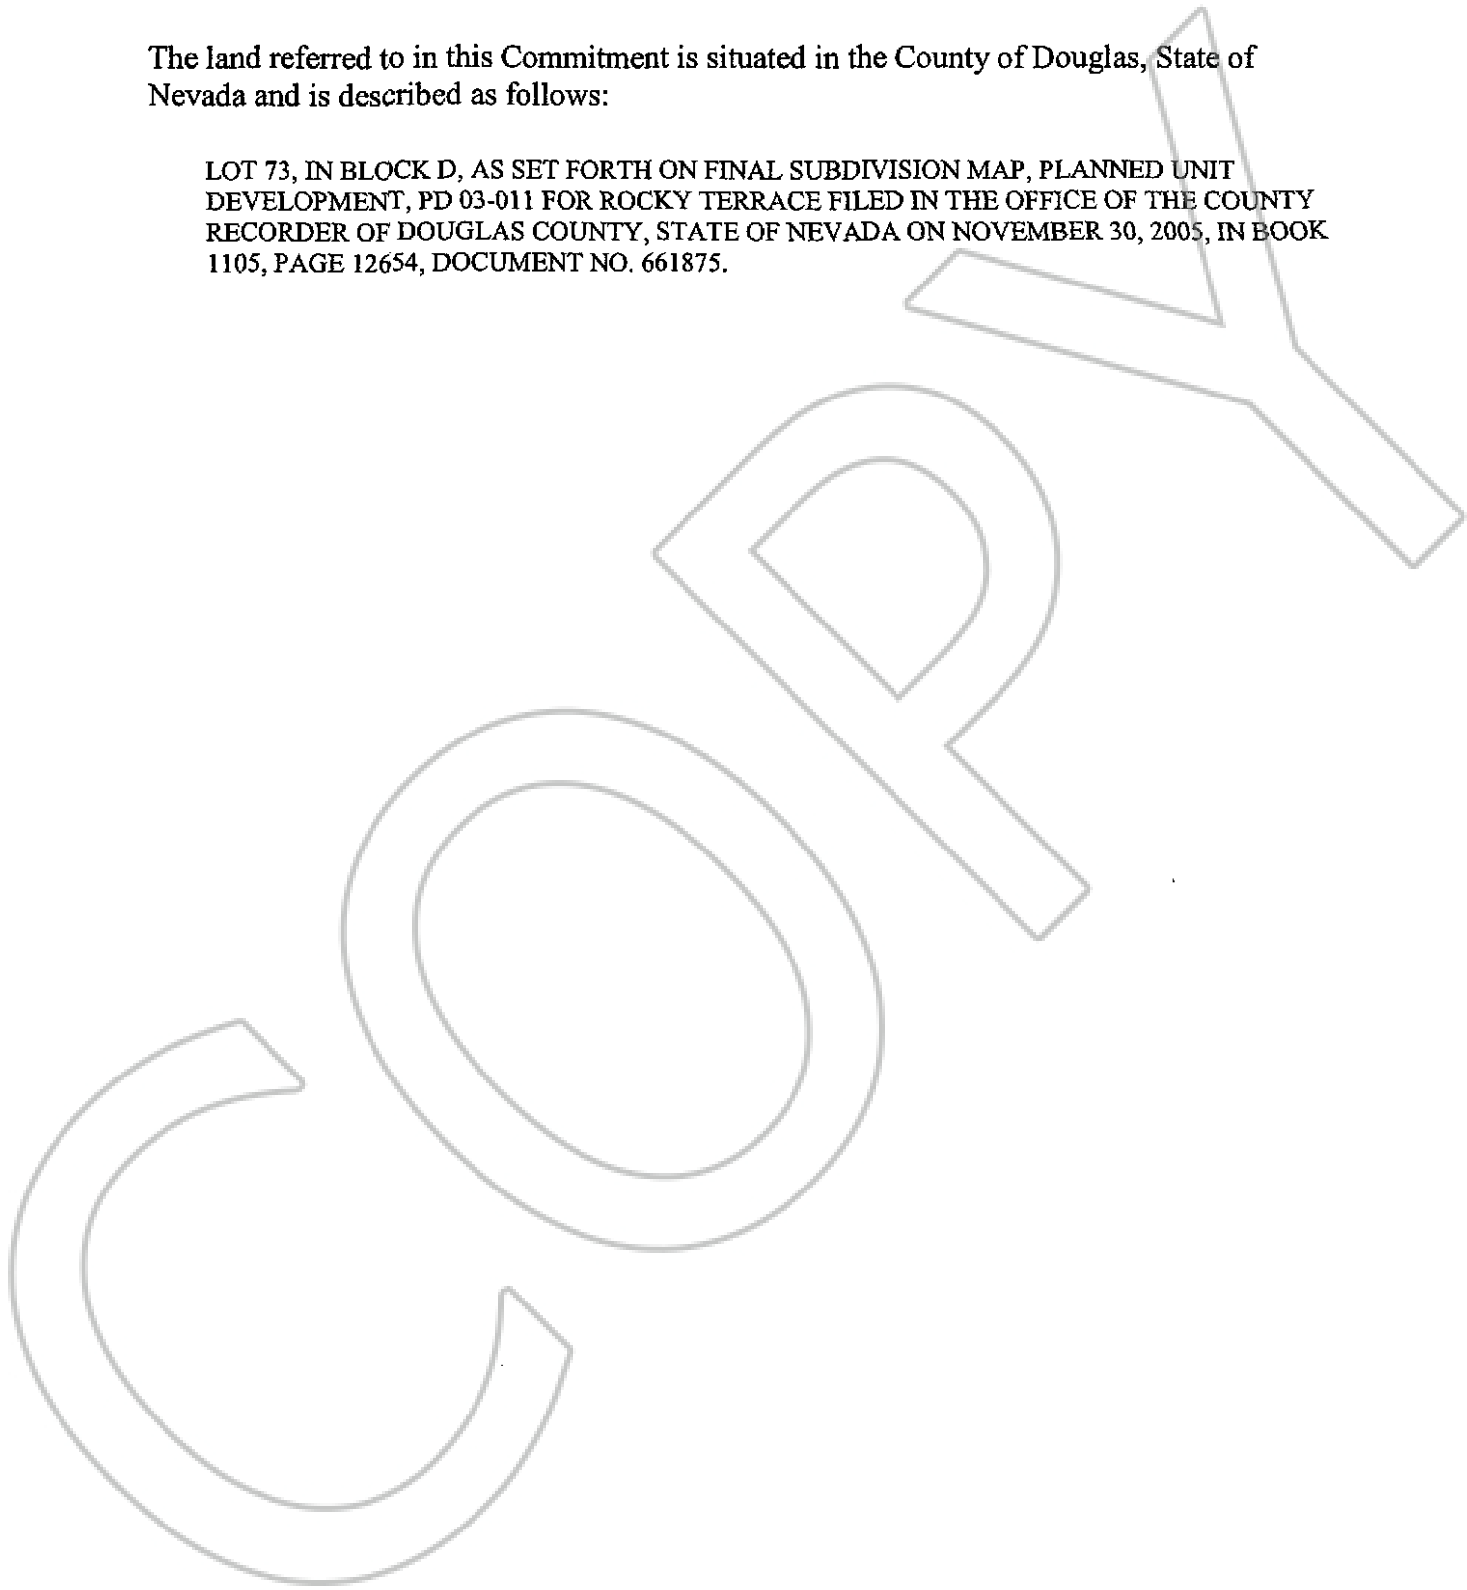 The land referred to in this Commitment is situated in the County of Douglas, State of
Nevada and is described as follows:
LOT 73, IN BLOCK D, AS SET FORTH ON FINAL SUBDIVISION MAP, PLANNED UNIT
DEVELOPMENT, PD 03-011 FOR ROCKY TERRACE FILED IN THE OFFICE OF THE COUNTY
RECORDER OF DOUGLAS COUNTY, STATE OF NEVADA ON NOVEMBER 30, 2005, IN BOOK
1105, PAGE 12654, DOCUMENT NO. 661875.
COPY